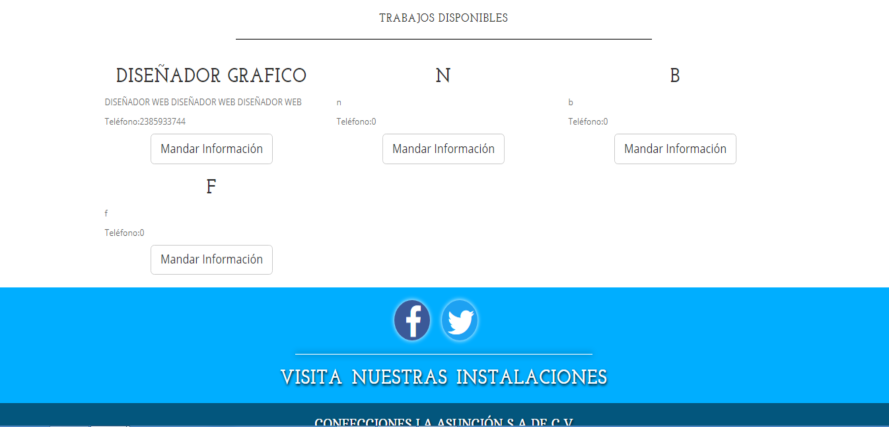 TRABAJOS DISPONIBLES
DISEÑADOR GRAFICO
DISEÑADOR WEB DISEÑADOR WEB DISEÑADOR WEB
Teléfono:2385933744
Mandar Información
N
n
Teléfono:0
Mandar Información
B
b
Teléfono:0
Mandar Información
F
f
Teléfono:0
Mandar Información
VISITA NUESTRAS INSTALACIONES
CONFECCIONES LA ASUNCIÓN S.A DE C.V